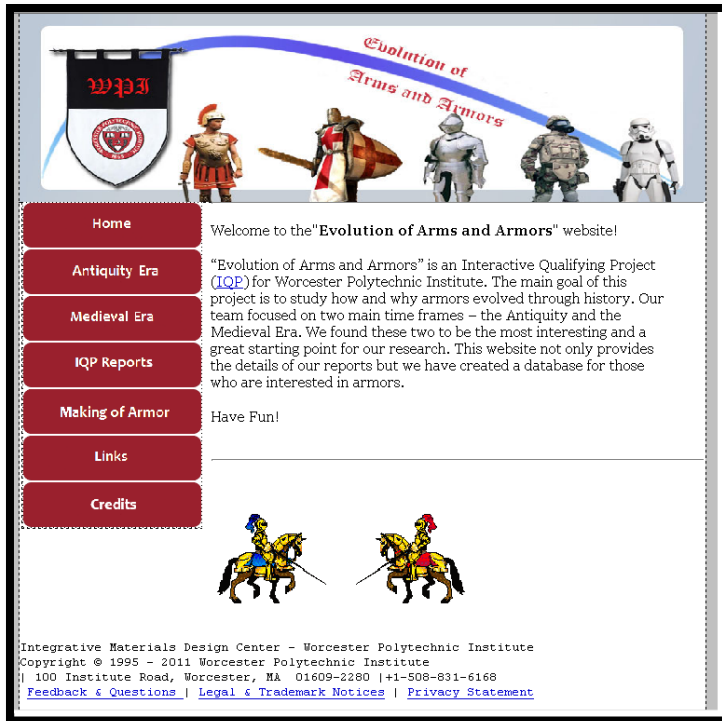 Evolution of
Arms and Armors
WPI
Home
Antiquity Era
Medieval Era
IQP Reports
Making of Armor
Links
Credits
Welcome to the"Evolution of Arms and Armors" website!
“Evolution of Arms and Armors” is an Interactive Qualifying Project
(IQP) for Worcester Polytechnic Institute. The main goal of this
project is to study how and why armors evolved through history. Our
team focused on two main time frames – the Antiquity and the
Medieval Era. We found these two to be the most interesting and a
great starting point for our research. This website not only provides
the details of our reports but we have created a database for those
who are interested in armors.
Have Fun!
Integrative Materials Design Center - Worcester Polytechnic Institute
Copyright © 1995 - 2011 Worcester Polytechnic Institute
| 100 Institute Road, Worcester, MA 01609-2280 |+1-508-831-6168
Feedback & Questions | Legal & Trademark Notices | Privacy Statement